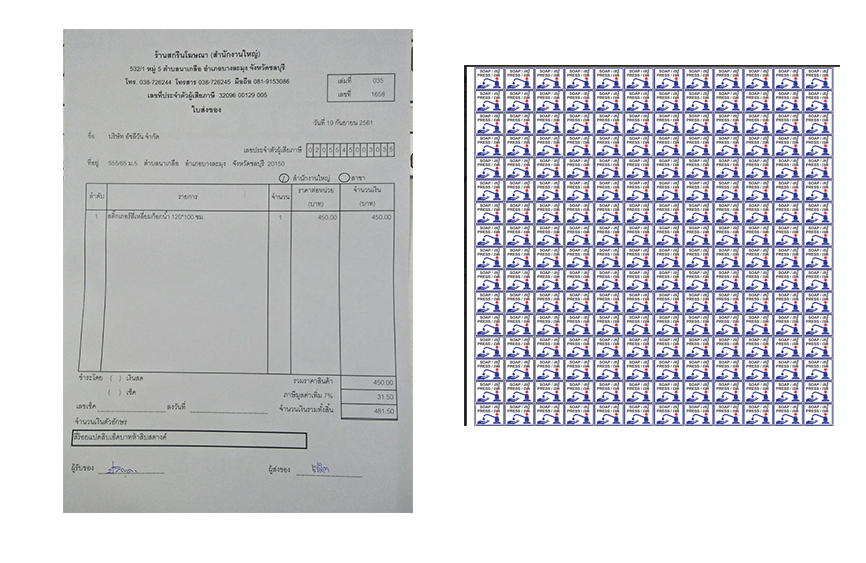 ร้านสกรีนโฆษณา (สำนักงานใหญ่)
532/1 หมู่ 5 ตำบลนาเกลือ อำเภอบางละมุง จังหวัดชลบุรี
โทร. 038-726244 โทรสาร 038-726245 มือถือ 081-9153086
เล่มที่ 035
เลขที่ประจำตัวผู้เสียภาษี 32096 00129 005
เลขที่ 1658
ใบส่งของ
วันที่ 19 กันยายน 2561
ชื่อ บริษัท อัซลีวัน จำกัด
เลขประจำตัวผู้เสียภาษี 0205545003035
ที่อยู่ 555/65 ม.5 ตำบลนาเกลือ อำเภอบางละมุง จังหวัดชลบุรี 20150
สำนักงานใหญ่ สาขา
ลำดับ รายการ จำนวน ราคาต่อหน่วย (บาท) จำนวนเงิน (บาท)
1 สติ๊กเกอร์สี่เหลี่ยมก๊อกน้ำ 120*100 ซม. 1 450.00 450.00
ชำระโดย ( ) เงินสด
รวมราคาสินค้า 450.00
( ) เช็ค
ภาษีมูลค่าเพิ่ม 7% 31.50
เลขเช็ค ลงวันที่
จำนวนเงินรวมทั้งสิ้น 481.50
จำนวนเงินตัวอักษร
สี่ร้อยแปดสิบเอ็ดบาทห้าสิบสตางค์
ผู้รับของ ผู้ส่งของ
SOAP / สบู่
PRESS / กด